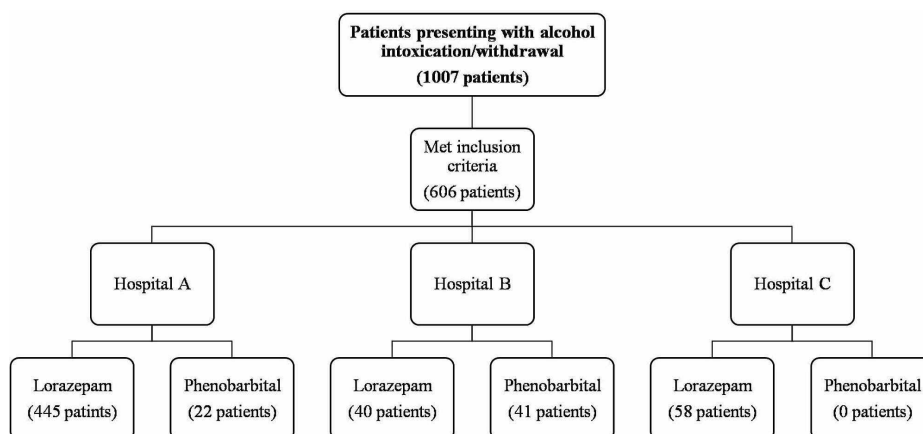 Patients presenting with alcohol
intoxication/withdrawal
(1007 patients)
Met inclusion
criteria
(606 patients)
Hospital A
Hospital B
Hospital C
Lorazepam
(445 patints)
Phenobarbital
(22 patients)
Lorazepam
(40 patients)
Phenobarbital
(41 patients)
Lorazepam
(58 patients)
Phenobarbital
(0 patients)